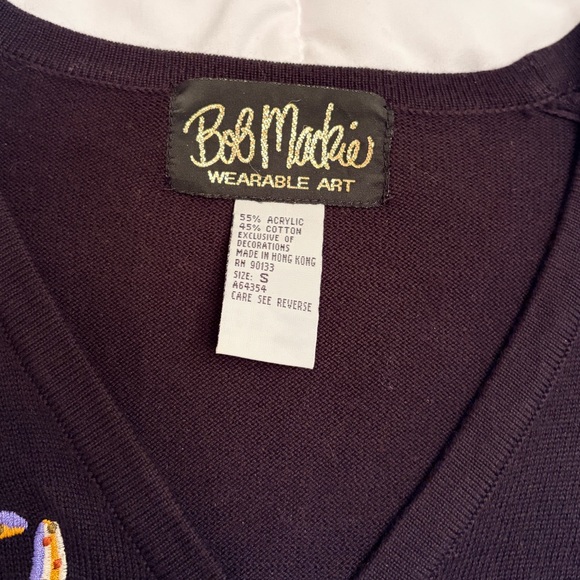 Bob Mackie
WEARABLE ART
55% ACRYLIC
45% COTTON
EXCLUSIVE OF
DECORATIONS
MADE IN HONG KONG
RN 90133
SIZE: S
A64354
CARE SEE REVERSE